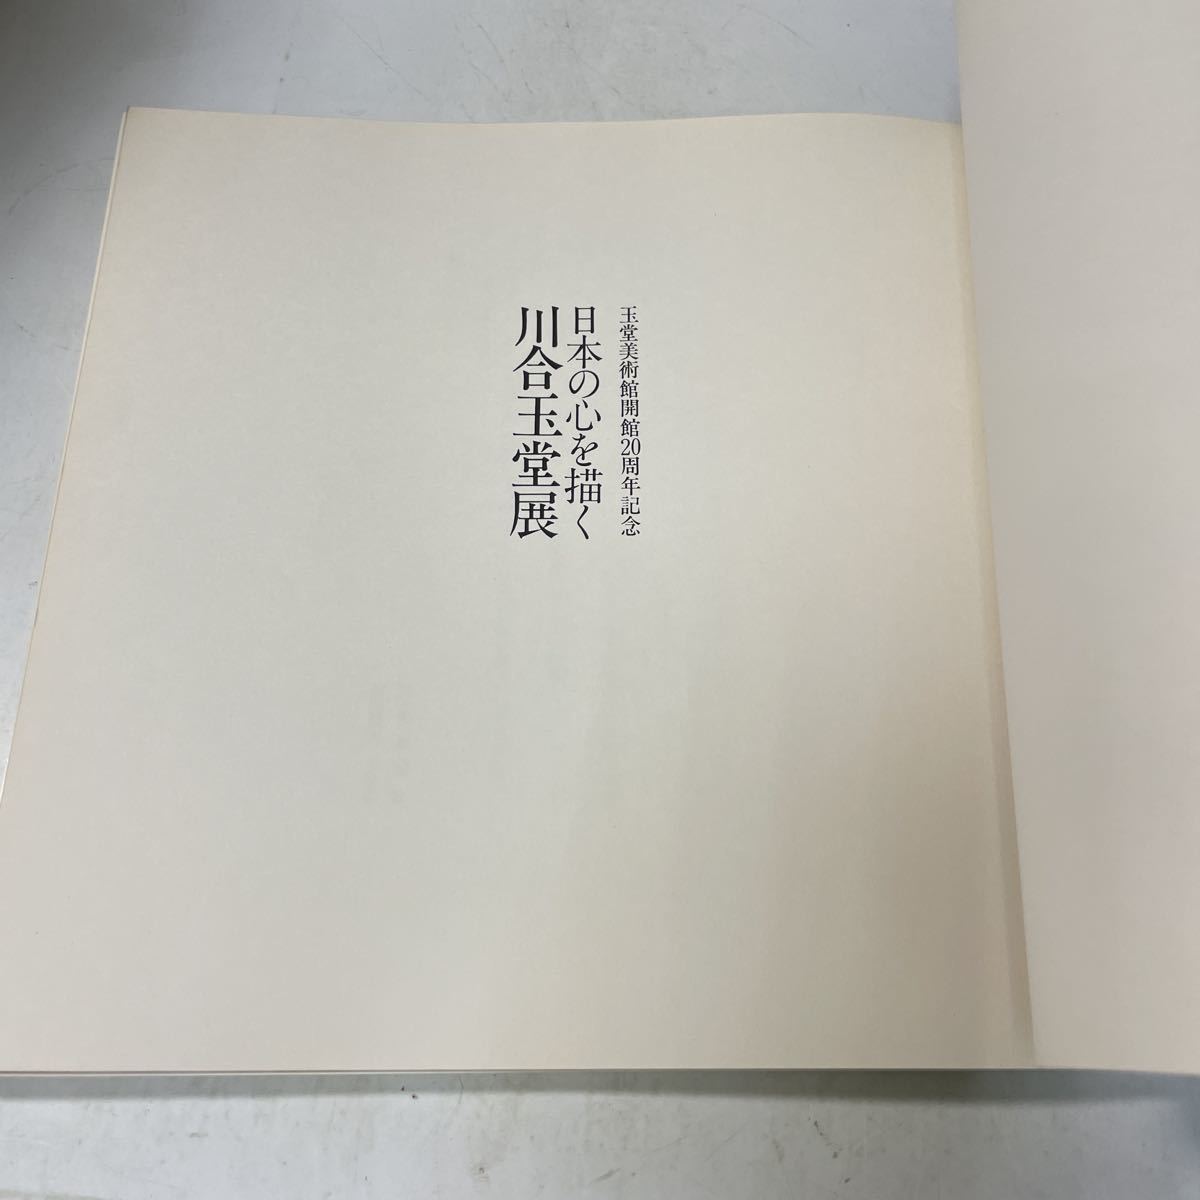 玉堂美術館開館20周年記念
日本の心を描く
川合玉堂展